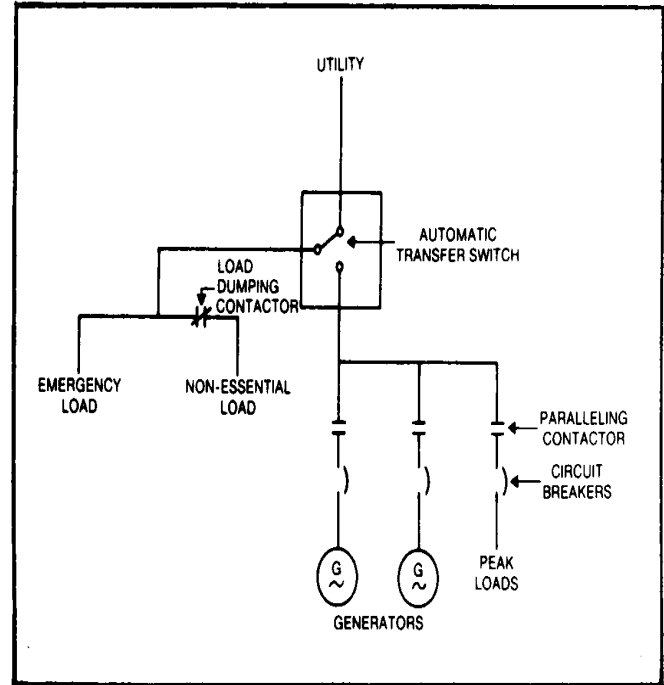 UTILITY
AUTOMATIC
TRANSFER SWITCH
LOAD
DUMPING
CONTACTOR
EMERGENCY
LOAD
NON-ESSENTIAL
LOAD
PARALLELING
CONTACTOR
CIRCUIT
BREAKERS
G
~
G
~
PEAK
LOADS
GENERATORS